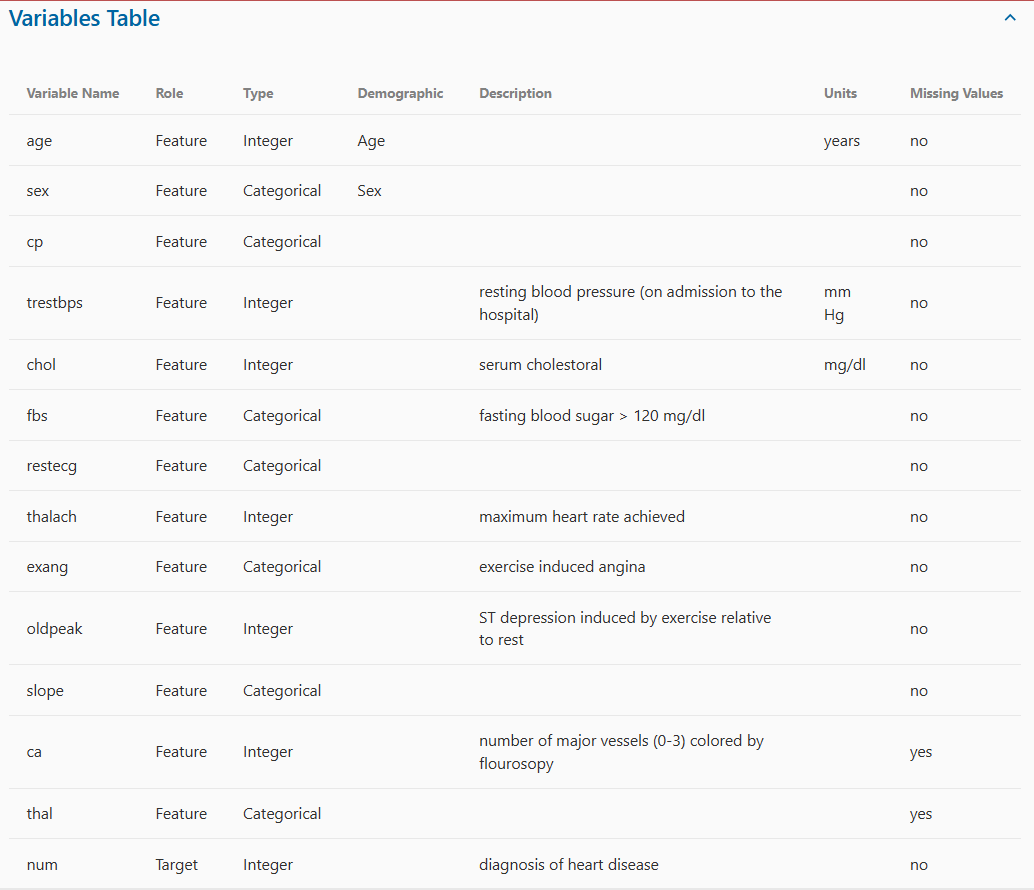 Variables Table
Variable Name Role Type Demographic Description Units Missing Values
age Feature Integer Age years no
sex Feature Categorical Sex no
cp Feature Categorical no
trestbps Feature Integer resting blood pressure (on admission to the hospital) mm Hg no
chol Feature Integer serum cholestoral mg/dl no
fbs Feature Categorical fasting blood sugar > 120 mg/dl no
restecg Feature Categorical no
thalach Feature Integer maximum heart rate achieved no
exang Feature Categorical exercise induced angina no
oldpeak Feature Integer ST depression induced by exercise relative to rest no
slope Feature Categorical no
ca Feature Integer number of major vessels (0-3) colored by flourosopy yes
thal Feature Categorical yes
num Target Integer diagnosis of heart disease no